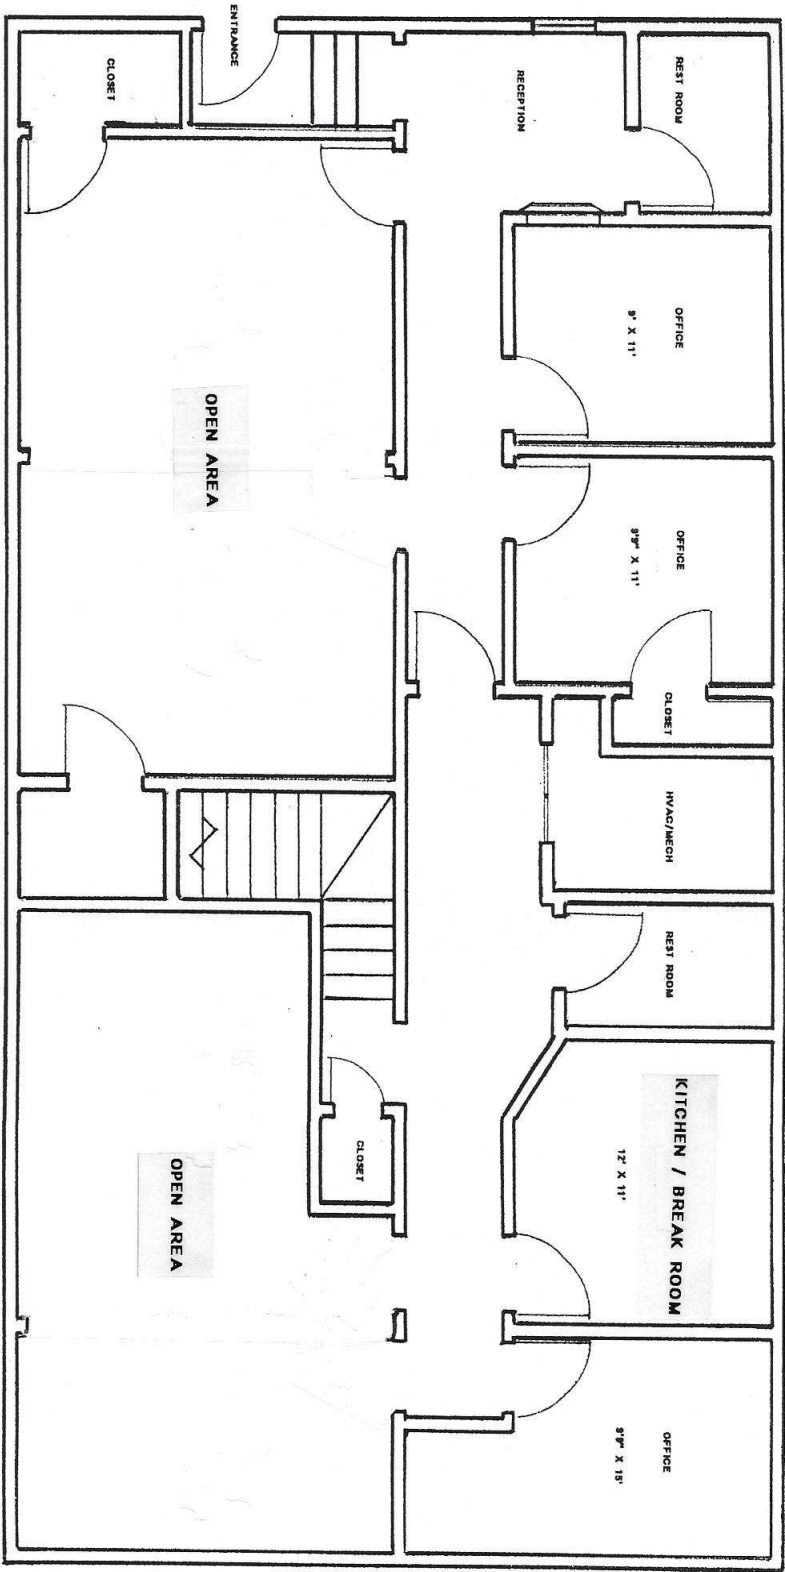 ENTRANCE
CLOSET
REST ROOM
RECEPTION
OFFICE
9' X 11'
OPEN AREA
OFFICE
9'9" X 11'
CLOSET
HVAC/MECH
REST ROOM
KITCHEN / BREAK ROOM
12' X 11'
CLOSET
OPEN AREA
OFFICE
9'9" X 15'